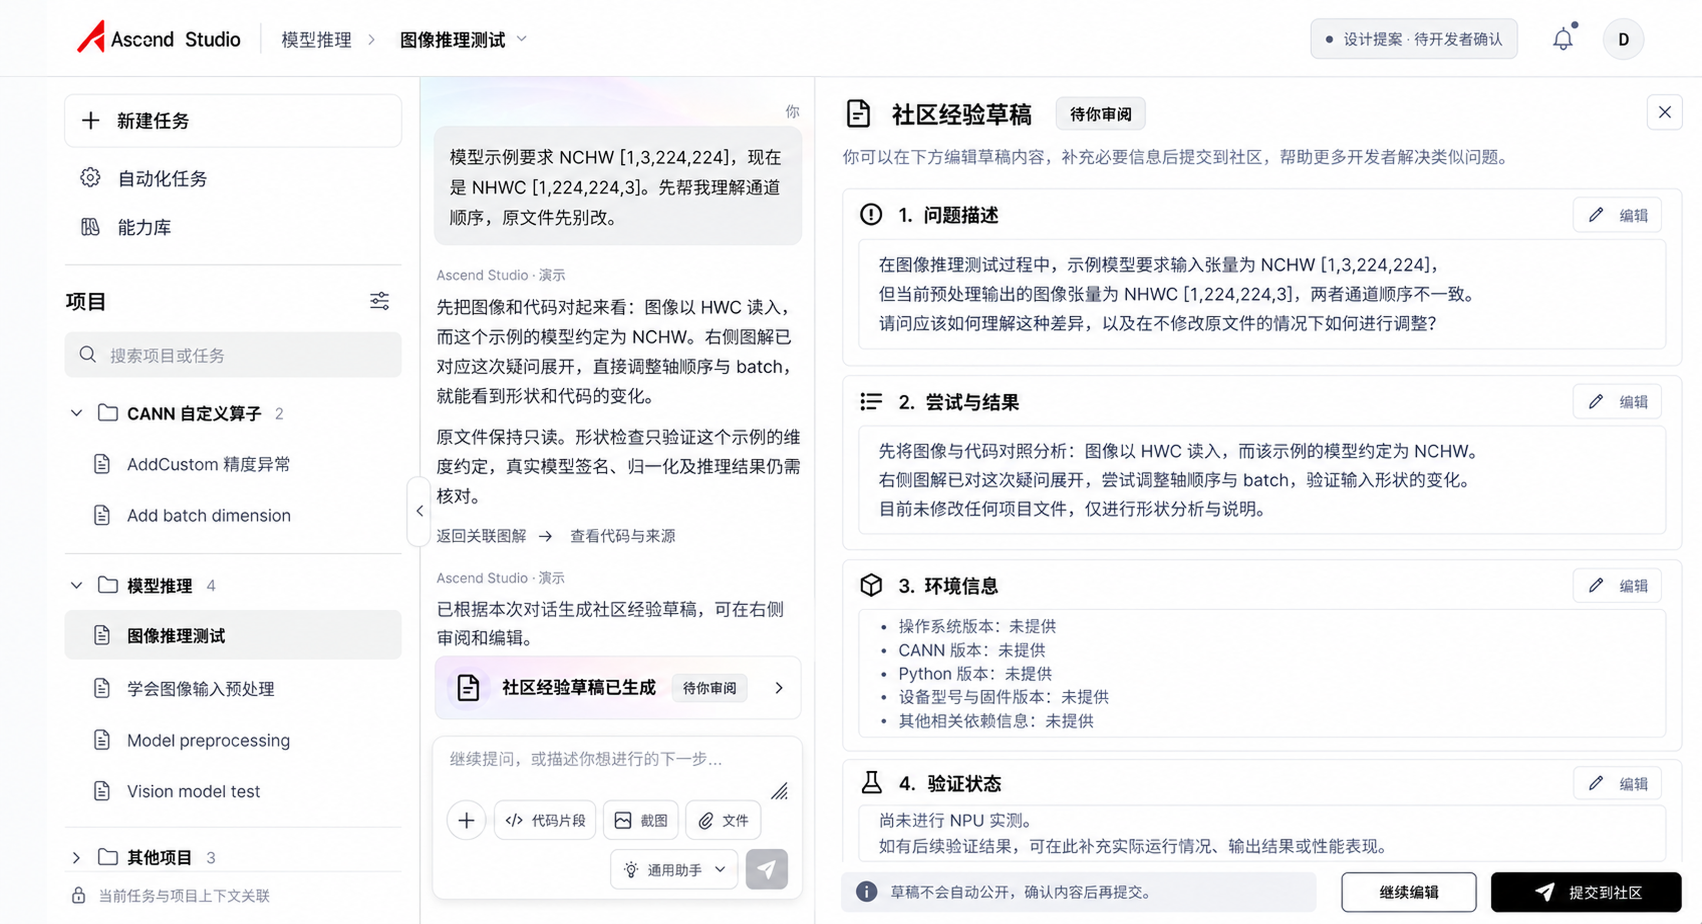 Ascend Studio
模型推理
图像推理测试
设计提案 · 待开发者确认
D
新建任务
自动化任务
能力库
项目
搜索项目或任务
CANN 自定义算子 2
AddCustom 精度异常
Add batch dimension
模型推理 4
图像推理测试
学会图像输入预处理
Model preprocessing
Vision model test
其他项目 3
当前任务与项目上下文关联
你
模型示例要求 NCHW [1,3,224,224]，现在
是 NHWC [1,224,224,3]。先帮我理解通道
顺序，原文件先别改。
Ascend Studio · 演示
先把图像和代码对起来看：图像以 HWC 读入，
而这个示例的模型约定为 NCHW。右侧图解已
对应这次疑问展开，直接调整轴顺序与 batch，
就能看到形状和代码的变化。
原文件保持只读。形状检查只验证这个示例的维
度约定，真实模型签名、归一化及推理结果仍需
核对。
返回关联图解 → 查看代码与来源
Ascend Studio · 演示
已根据本次对话生成社区经验草稿，可在右侧
审阅和编辑。
社区经验草稿已生成 待你审阅
继续提问，或描述你想进行的下一步...
</> 代码片段 截图 文件
通用助手
社区经验草稿 待你审阅
你可以在下方编辑草稿内容，补充必要信息后提交到社区，帮助更多开发者解决类似问题。
1. 问题描述 编辑
在图像推理测试过程中，示例模型要求输入张量为 NCHW [1,3,224,224]，
但当前预处理输出的图像张量为 NHWC [1,224,224,3]，两者通道顺序不一致。
请问应该如何理解这种差异，以及在不修改原文件的情况下如何进行调整？
2. 尝试与结果 编辑
先将图像与代码对照分析：图像以 HWC 读入，而该示例的模型约定为 NCHW。
右侧图解已对这次疑问展开，尝试调整轴顺序与 batch，验证输入形状的变化。
目前未修改任何项目文件，仅进行形状分析与说明。
3. 环境信息 编辑
• 操作系统版本：未提供
• CANN 版本：未提供
• Python 版本：未提供
• 设备型号与固件版本：未提供
• 其他相关依赖信息：未提供
4. 验证状态 编辑
尚未进行 NPU 实测。
如有后续验证结果，可在此补充实际运行情况、输出结果或性能表现。
草稿不会自动公开，确认内容后再提交。
继续编辑
提交到社区